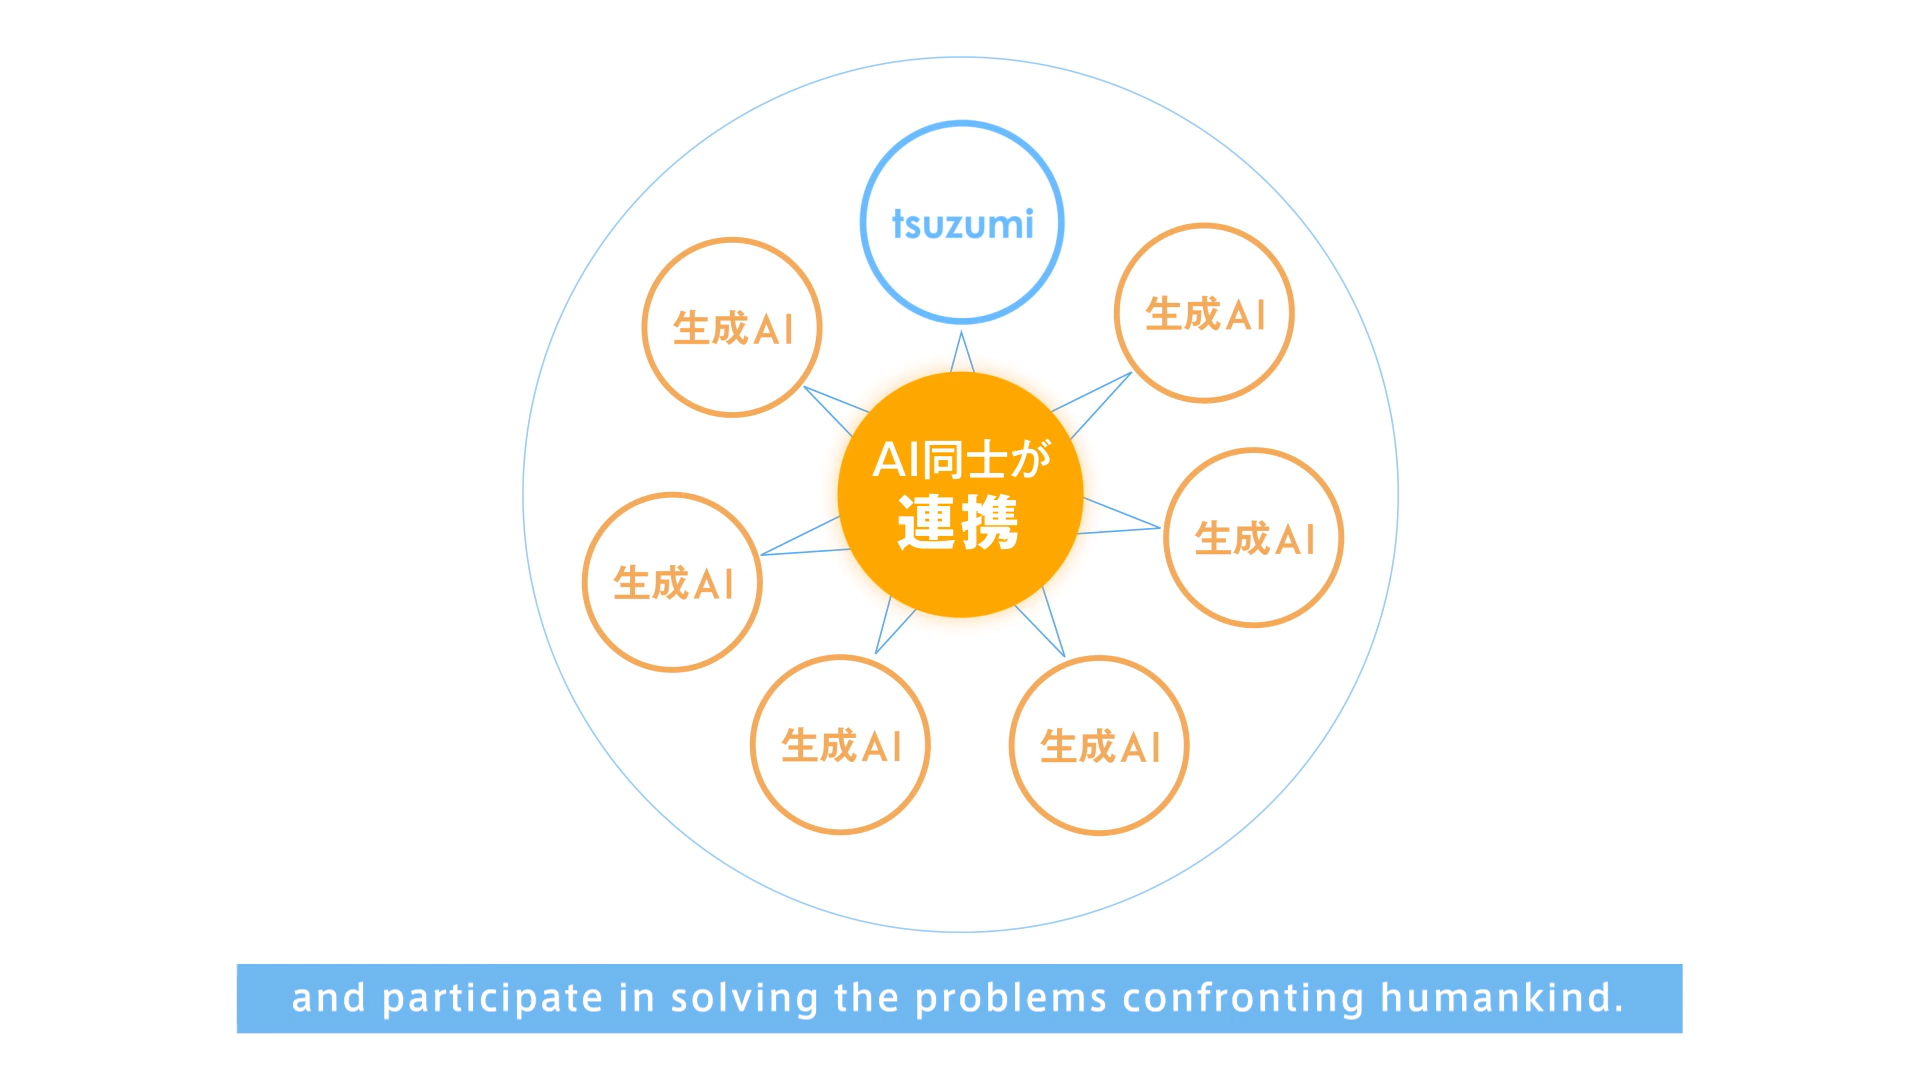 tsuzumi
生成AI
生成AI
AI同士が
連携
生成AI
生成AI
生成AI
生成AI
and participate in solving the problems confronting humankind.